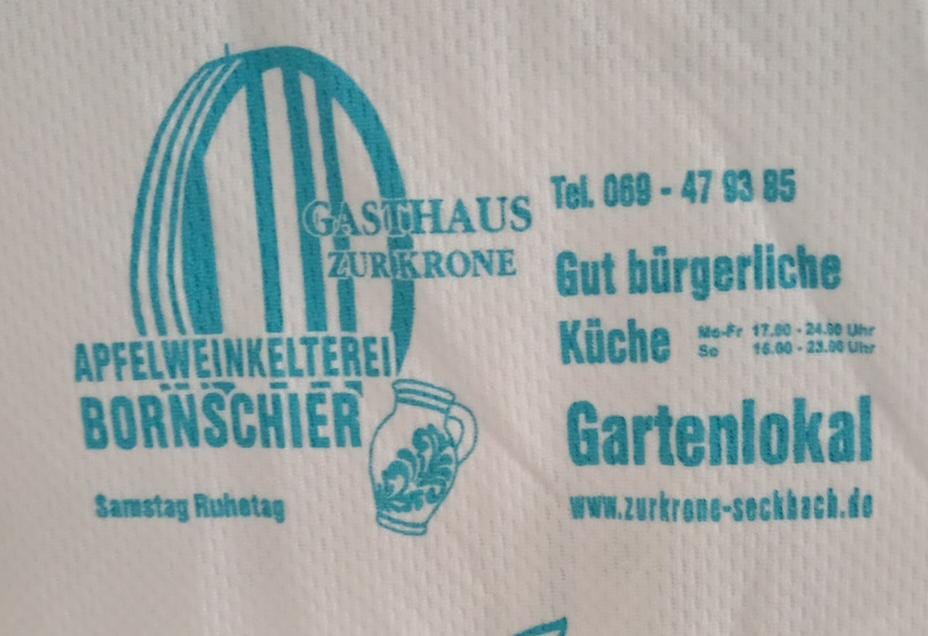 GASTHAUS
ZUR KRONE
APFELWEINKELTEREI
BORNSCHIER
Samstag Ruhetag
Tel. 069 - 47 93 85
Gut bürgerliche
Küche
Mo-Fr 17.00 - 24.00 Uhr
So 16.00 - 23.00 Uhr
Gartenlokal
www.zurkrone-seckbach.de